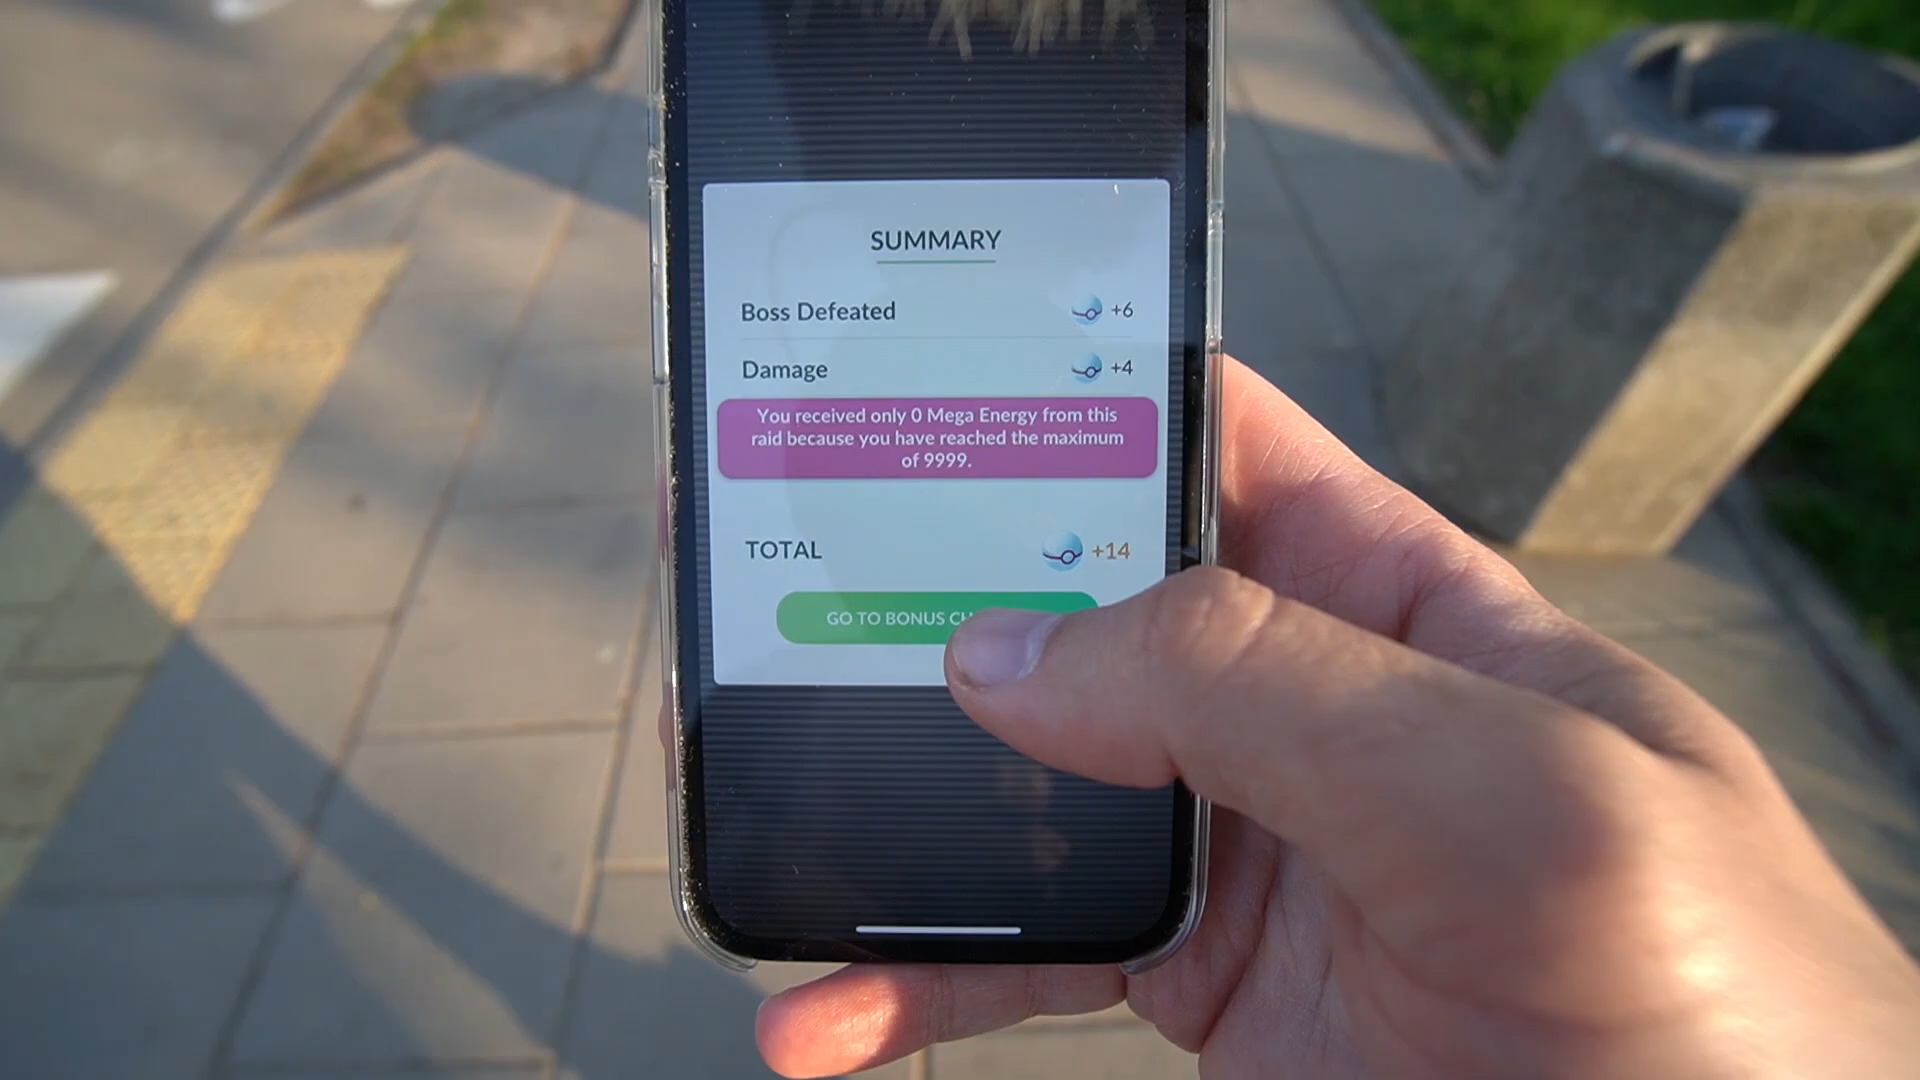 SUMMARY
Boss Defeated +6
Damage +4
You received only 0 Mega Energy from this
raid because you have reached the maximum
of 9999.
TOTAL +14
GO TO BONUS